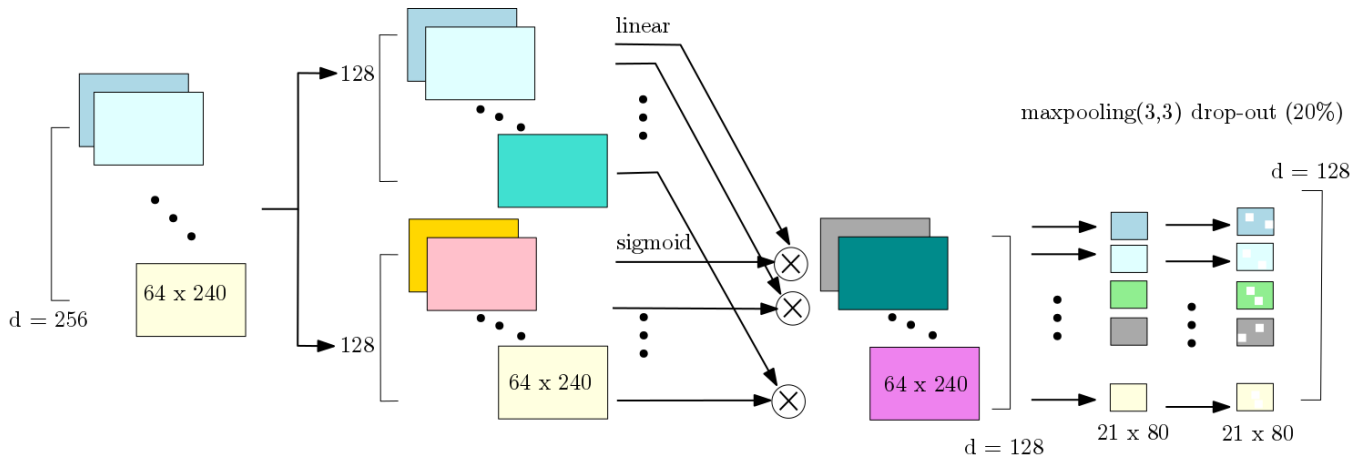 64 x 240
d = 256
128
128
linear
sigmoid
64 x 240
64 x 240
d = 128
maxpooling(3,3) drop-out (20%)
d = 128
21 x 80
21 x 80